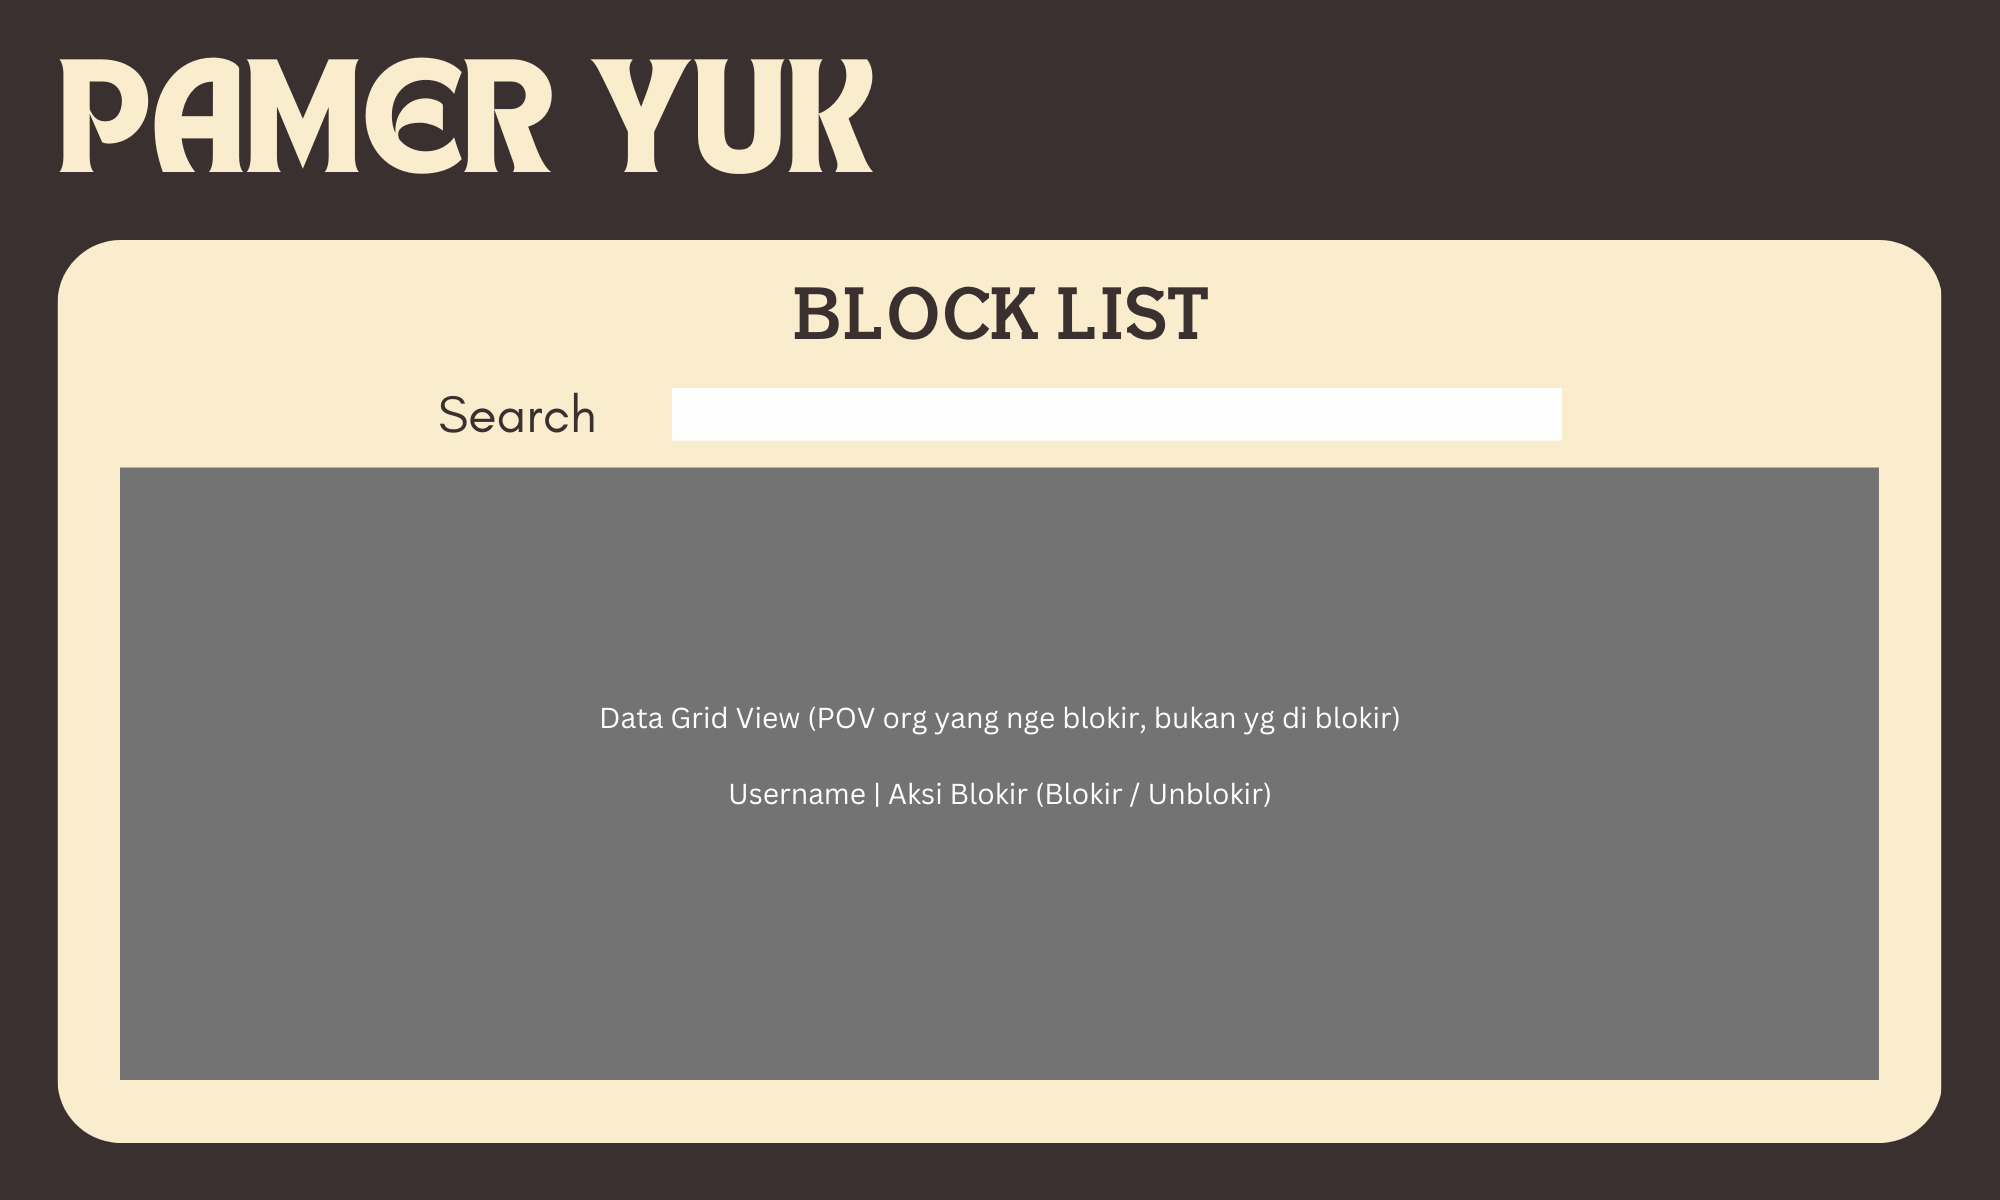 PAMER YUK
BLOCK LIST
Search
Data Grid View (POV org yang nge blokir, bukan yg di blokir)
Username | Aksi Blokir (Blokir / Unblokir)